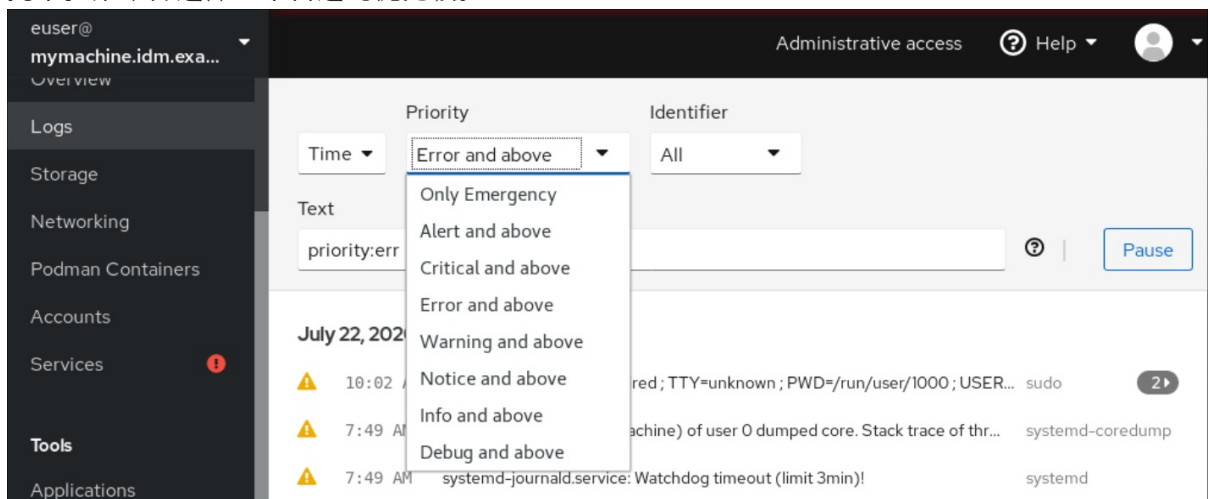 euser@
mymachine.idm.exa...
Administrative access
Help
Overview
Logs
Storage
Networking
Podman Containers
Accounts
Services
Tools
Applications
Priority
Identifier
Time
Error and above
All
Only Emergency
Alert and above
Critical and above
Error and above
Warning and above
Notice and above
Info and above
Debug and above
Text
priority:err
Pause
July 22, 202
10:02
red ; TTY=unknown ; PWD=/run/user/1000 ; USER... sudo 2
7:49 AM
achine) of user 0 dumped core. Stack trace of thr... systemd-coredump
7:49 AM systemd-journald.service: Watchdog timeout (limit 3min)! systemd